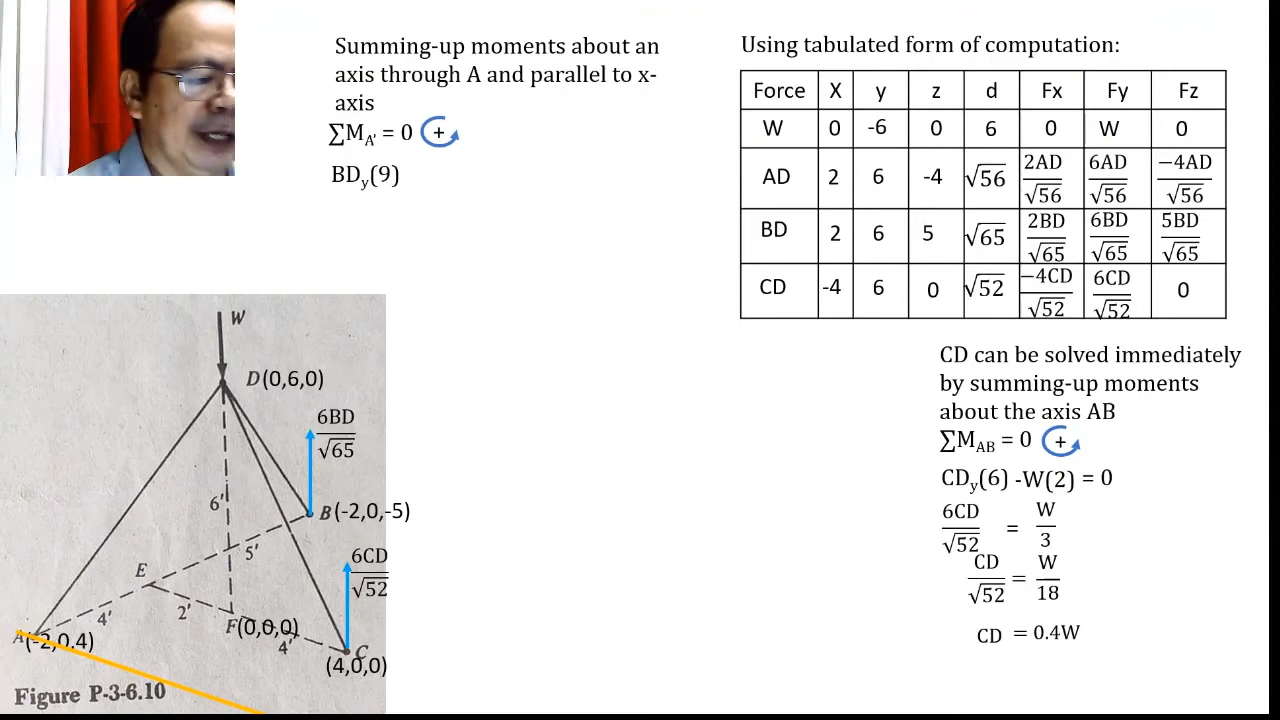 Summing-up moments about an
axis through A and parallel to x-
axis
∑M_A' = 0 +
BD_y(9)
Using tabulated form of computation:
Force X y z d Fx Fy Fz
W 0 -6 0 6 0 W 0
AD 2 6 -4 √56 2AD/√56 6AD/√56 −4AD/√56
BD 2 6 5 √65 2BD/√65 6BD/√65 5BD/√65
CD -4 6 0 √52 −4CD/√52 6CD/√52 0
CD can be solved immediately
by summing-up moments
about the axis AB
∑M_AB = 0 +
CD_y(6) -W(2) = 0
6CD/√52 = W/3
CD/√52 = W/18
CD = 0.4W
W
D(0,6,0)
6BD/√65
6'
B(-2,0,-5)
5'
6CD/√52
E
4'
2'
F(0,0,0)
4'
A(-2,0.4)
C
(4,0,0)
Figure P-3-6.10